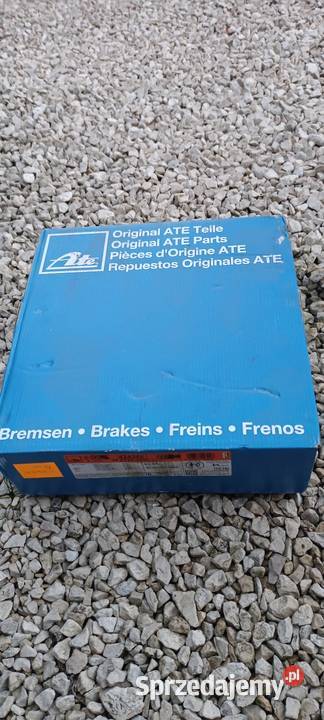 Ate
Original ATE Teile
Original ATE Parts
Pièces d'Origine ATE
Repuestos Originales ATE
Bremsen • Brakes • Freins • Frenos
Sprzedajemy.pl